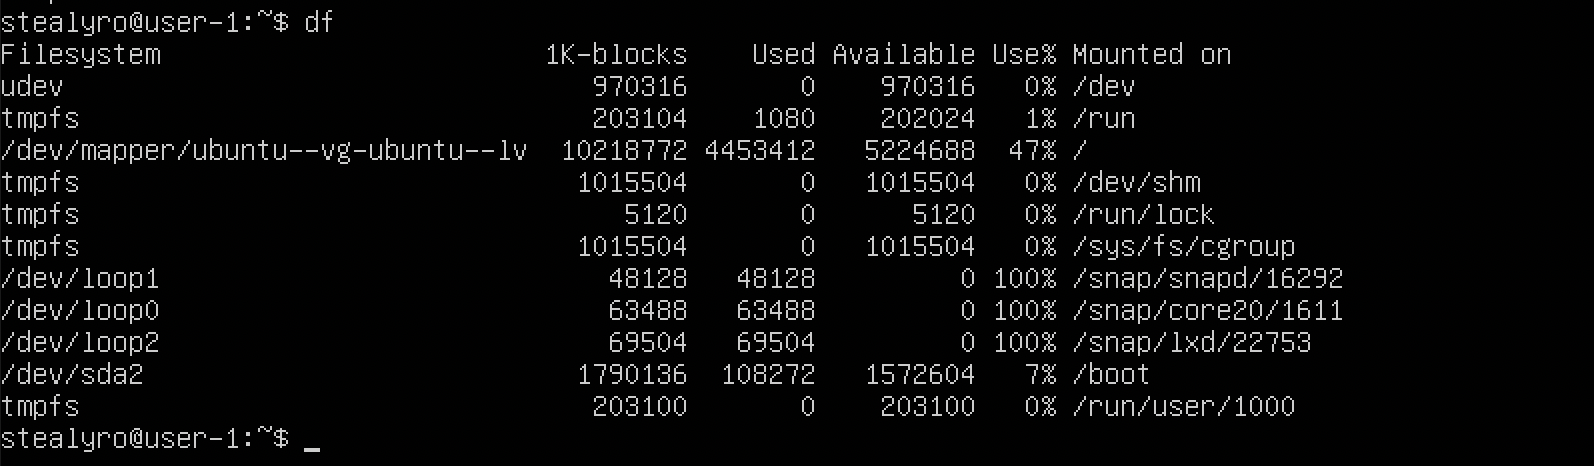 stealyro@user-1:~$ df
Filesystem                         1K-blocks    Used Available Use% Mounted on
udev                                  970316       0    970316   0% /dev
tmpfs                                 203104    1080    202024   1% /run
/dev/mapper/ubuntu--vg-ubuntu--lv  10218772 4453412   5224688  47% /
tmpfs                                1015504       0   1015504   0% /dev/shm
tmpfs                                   5120       0      5120   0% /run/lock
tmpfs                                1015504       0   1015504   0% /sys/fs/cgroup
/dev/loop1                             48128   48128         0 100% /snap/snapd/16292
/dev/loop0                             63488   63488         0 100% /snap/core20/1611
/dev/loop2                             69504   69504         0 100% /snap/lxd/22753
/dev/sda2                            1790136  108272   1572604   7% /boot
tmpfs                                 203100       0    203100   0% /run/user/1000
stealyro@user-1:~$ _